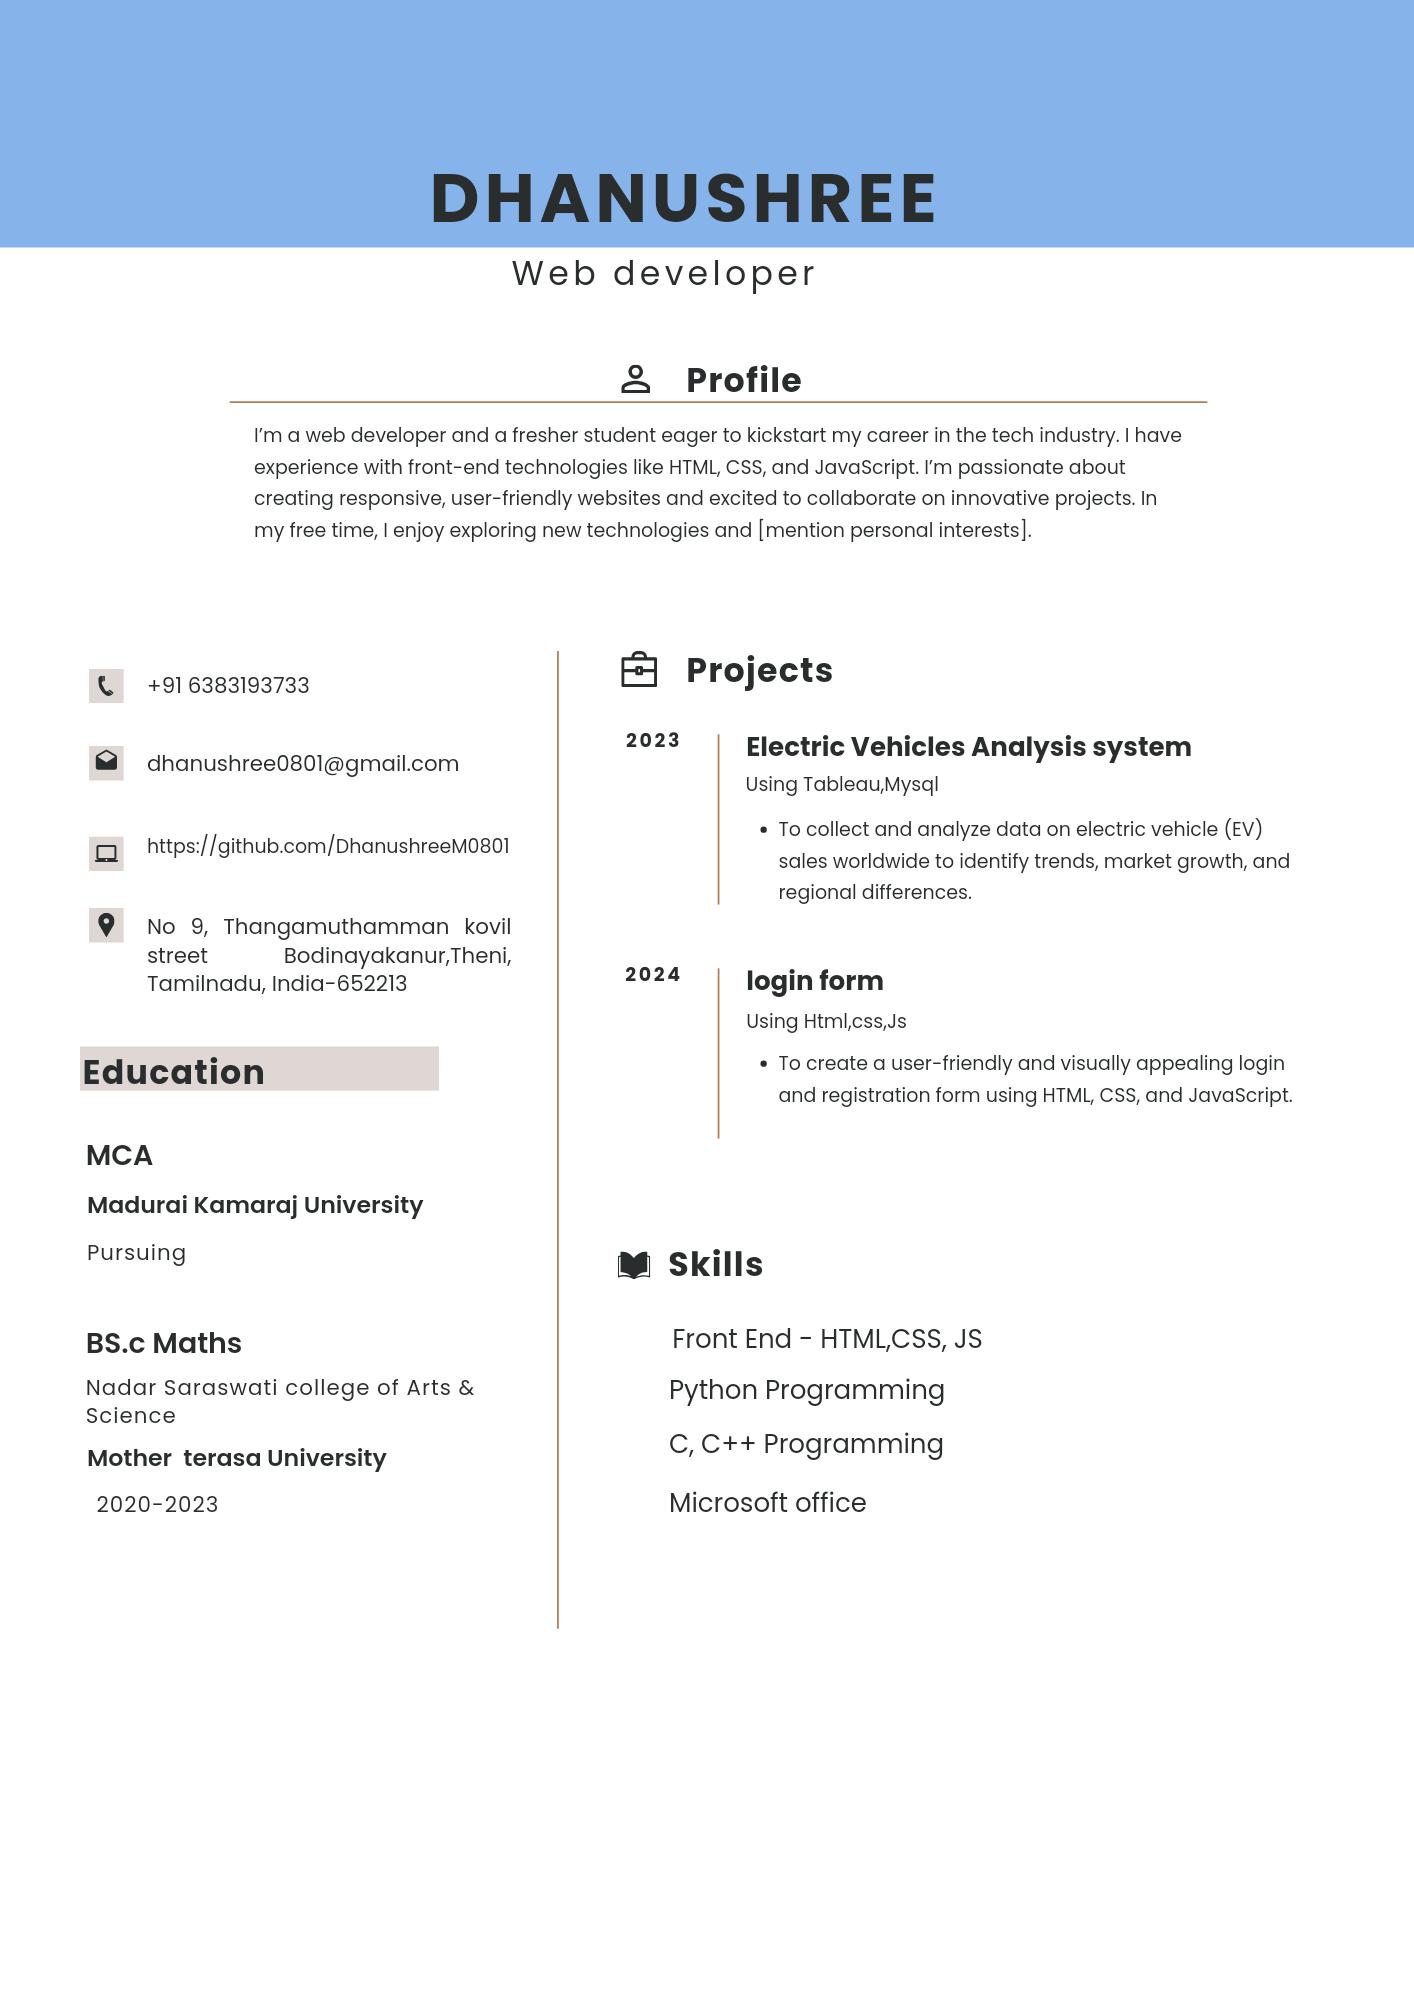 DHANUSHREE
Web developer
Profile
I’m a web developer and a fresher student eager to kickstart my career in the tech industry. I have
experience with front-end technologies like HTML, CSS, and JavaScript. I’m passionate about
creating responsive, user-friendly websites and excited to collaborate on innovative projects. In
my free time, I enjoy exploring new technologies and [mention personal interests].
+91 6383193733
dhanushree0801@gmail.com
https://github.com/DhanushreeM0801
No 9, Thangamuthamman kovil
street Bodinayakanur,Theni,
Tamilnadu, India-652213
Education
MCA
Madurai Kamaraj University
Pursuing
BS.c Maths
Nadar Saraswati college of Arts &
Science
Mother terasa University
2020-2023
Projects
2023
Electric Vehicles Analysis system
Using Tableau,Mysql
• To collect and analyze data on electric vehicle (EV)
sales worldwide to identify trends, market growth, and
regional differences.
2024
login form
Using Html,css,Js
• To create a user-friendly and visually appealing login
and registration form using HTML, CSS, and JavaScript.
Skills
Front End - HTML,CSS, JS
Python Programming
C, C++ Programming
Microsoft office